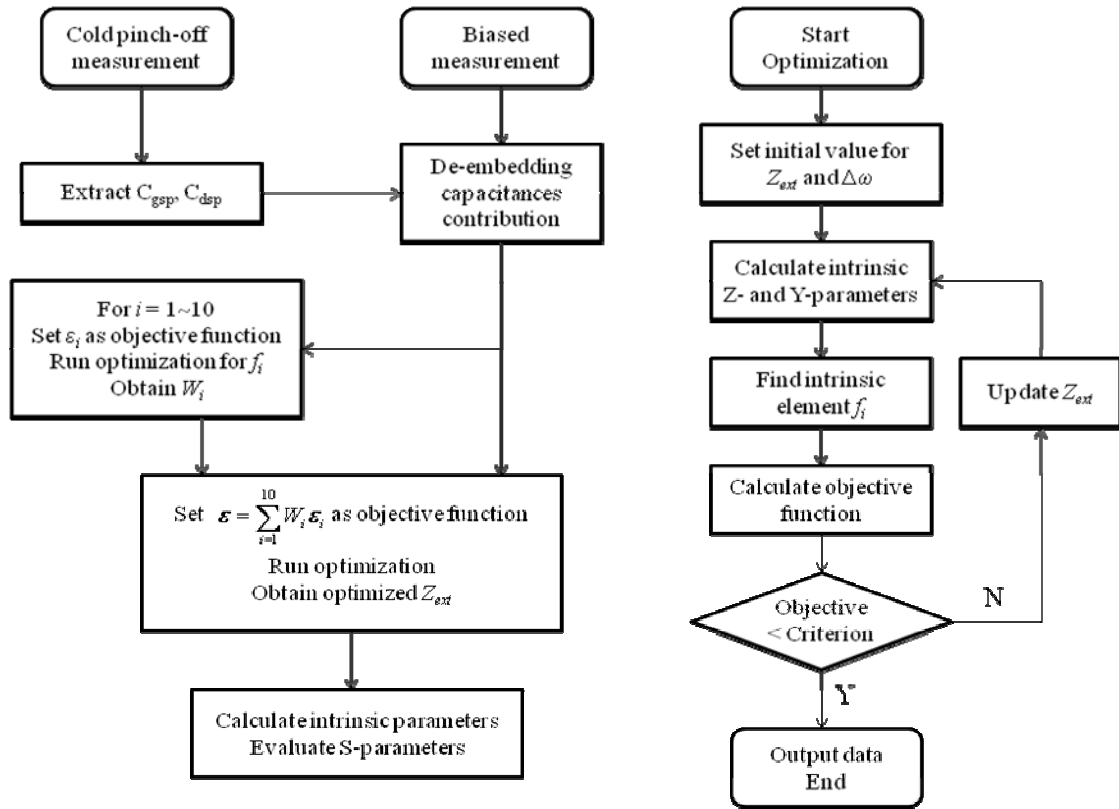 Cold pinch-off
measurement
Biased
measurement
Extract C_gsp, C_dsp
De-embedding
capacitances
contribution
For i = 1~10
Set ε_i as objective function
Run optimization for f_i
Obtain W_i
Set ε = ∑_{i=1}^{10} W_i ε_i as objective function
Run optimization
Obtain optimized Z_ext
Calculate intrinsic parameters
Evaluate S-parameters
Start
Optimization
Set initial value for
Z_ext and Δω
Calculate intrinsic
Z- and Y-parameters
Find intrinsic
element f_i
Update Z_ext
Calculate objective
function
Objective
< Criterion
N
Y
Output data
End